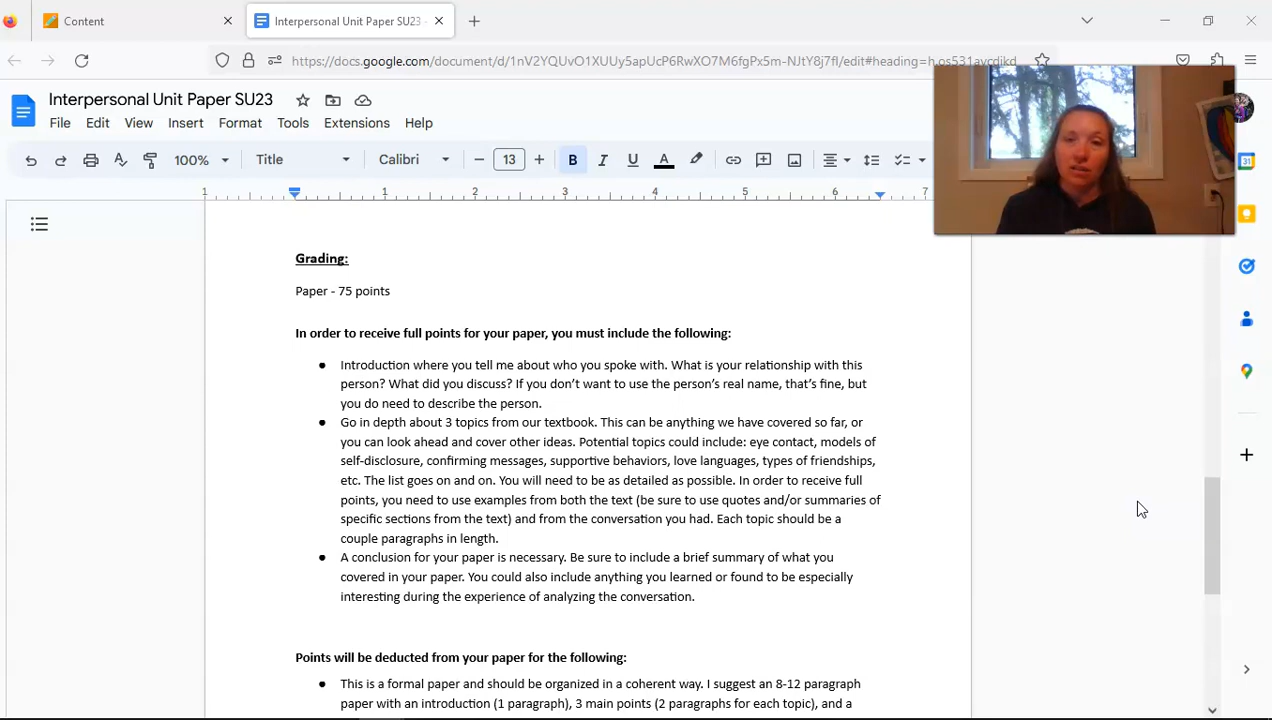 Content
Interpersonal Unit Paper SU23 -
https://docs.google.com/document/d/1nV2YQUvO1XUUy5apUcP6RwXO7M6fgPx5m-NJtY8j7fI/edit#heading=h.os531aycdjkd
Interpersonal Unit Paper SU23
File Edit View Insert Format Tools Extensions Help
100% Title Calibri 13 B I U A
1 1 2 3 4 5 6 7
31
Grading:
Paper - 75 points
In order to receive full points for your paper, you must include the following:
● Introduction where you tell me about who you spoke with. What is your relationship with this
person? What did you discuss? If you don't want to use the person's real name, that's fine, but
you do need to describe the person.
● Go in depth about 3 topics from our textbook. This can be anything we have covered so far, or
you can look ahead and cover other ideas. Potential topics could include: eye contact, models of
self-disclosure, confirming messages, supportive behaviors, love languages, types of friendships,
etc. The list goes on and on. You will need to be as detailed as possible. In order to receive full
points, you need to use examples from both the text (be sure to use quotes and/or summaries of
specific sections from the text) and from the conversation you had. Each topic should be a
couple paragraphs in length.
● A conclusion for your paper is necessary. Be sure to include a brief summary of what you
covered in your paper. You could also include anything you learned or found to be especially
interesting during the experience of analyzing the conversation.
Points will be deducted from your paper for the following:
● This is a formal paper and should be organized in a coherent way. I suggest an 8-12 paragraph
paper with an introduction (1 paragraph), 3 main points (2 paragraphs for each topic), and a